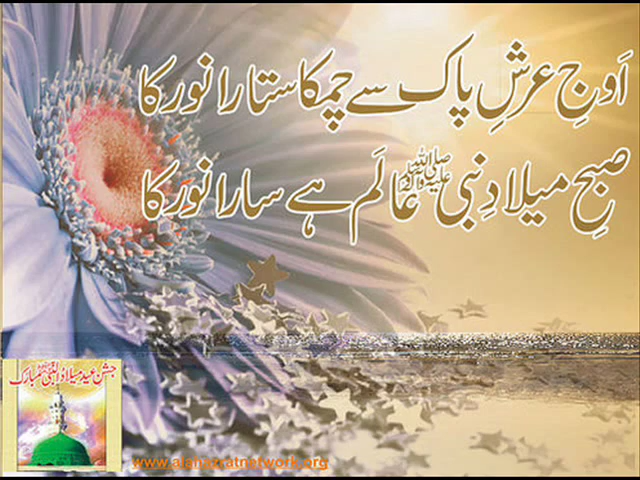 اَوجِ عرشِ پاک سے چمکا ستارا نور کا
صبحِ میلادِ نبی ﷺ عالَم ہے سارا نور کا
جشن عید میلاد النبی ﷺ مبارک
www.alahazratnetwork.org